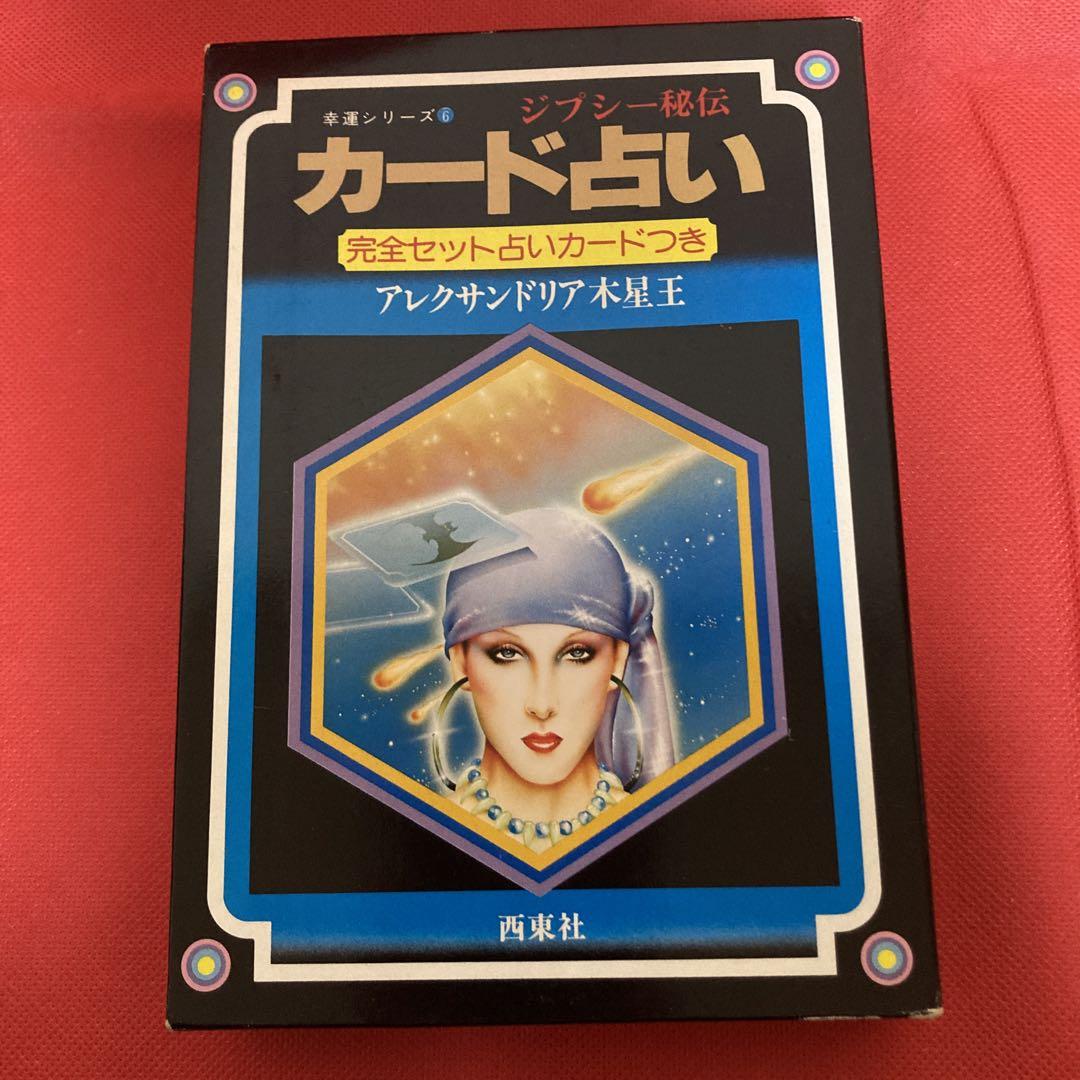 幸運シリーズ6
ジプシー秘伝
カード占い
完全セット占いカードつき
アレクサンドリア木星王
西東社